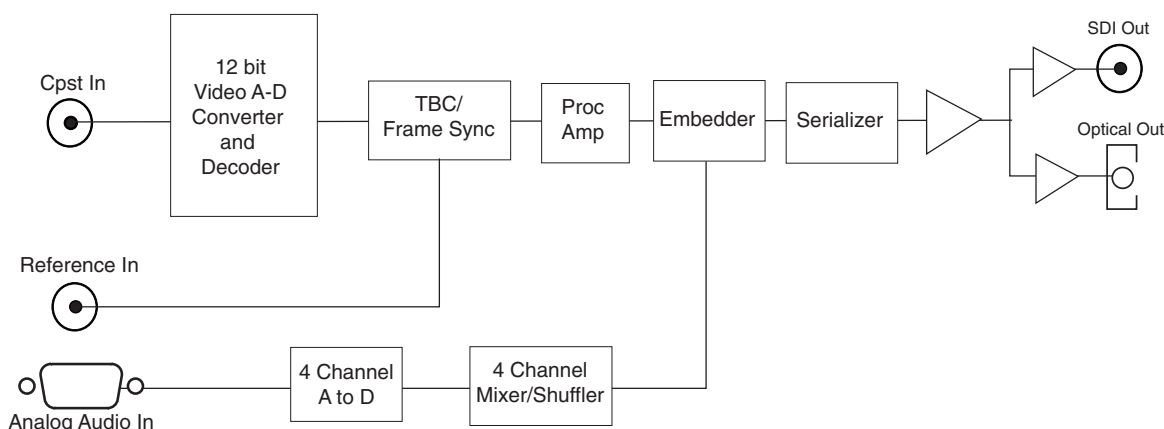 SDI Out
Cpst In
12 bit
Video A-D
Converter
and
Decoder
TBC/
Frame Sync
Proc
Amp
Embedder
Serializer
Optical Out
Reference In
4 Channel
A to D
4 Channel
Mixer/Shuffler
Analog Audio In